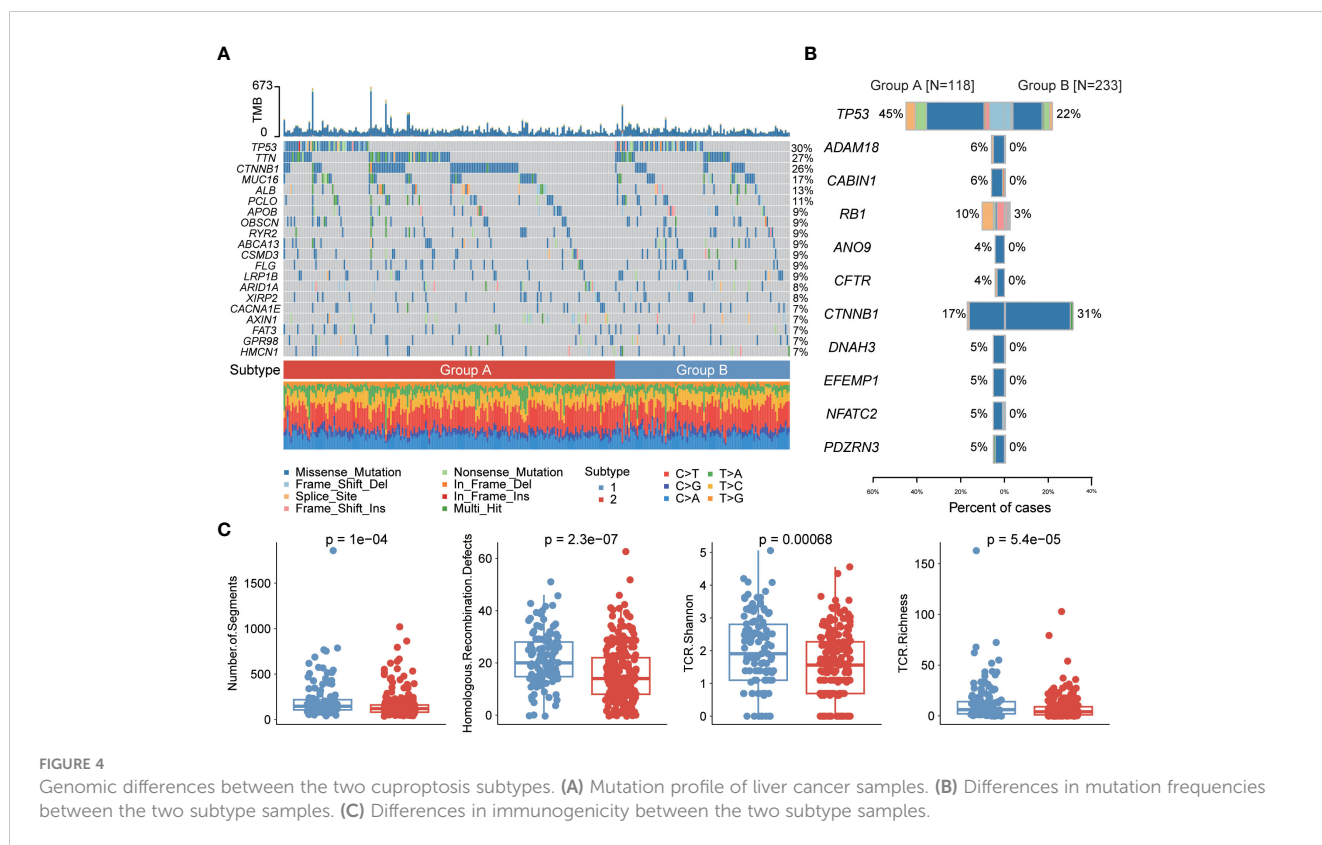 A
673
TMB
0
TP53 30%
TTN 27%
CTNNB1 26%
MUC16 17%
ALB 13%
PCLO 11%
APOB 9%
OBSCN 9%
RYR2 9%
ABCA13 9%
CSMD3 9%
FLG 9%
LRP1B 9%
ARID1A 8%
XIRP2 8%
CACNA1E 7%
AXIN1 7%
FAT3 7%
GPR98 7%
HMCN1 7%
Subtype Group A Group B
Missense_Mutation Nonsense_Mutation Subtype C>T T>A
Frame_Shift_Del In_Frame_Del 1 C>G T>C
Splice_Site In_Frame_Ins 2 C>A T>G
Frame_Shift_Ins Multi_Hit
B
Group A [N=118] Group B [N=233]
TP53 45% 22%
ADAM18 6% 0%
CABIN1 6% 0%
RB1 10% 3%
ANO9 4% 0%
CFTR 4% 0%
CTNNB1 17% 31%
DNAH3 5% 0%
EFEMP1 5% 0%
NFATC2 5% 0%
PDZRN3 5% 0%
60% 20% 20% 0% 20% 40%
Percent of cases
C
p = 1e−04
Number.of.Segments
1500
1000
500
0
p = 2.3e−07
Homologous.Recombination.Defects
60
40
20
0
p = 0.00068
TCR.Shannon
5
4
3
2
1
0
p = 5.4e−05
TCR.Richness
150
100
50
0
FIGURE 4
Genomic differences between the two cuproptosis subtypes. (A) Mutation profile of liver cancer samples. (B) Differences in mutation frequencies
between the two subtype samples. (C) Differences in immunogenicity between the two subtype samples.